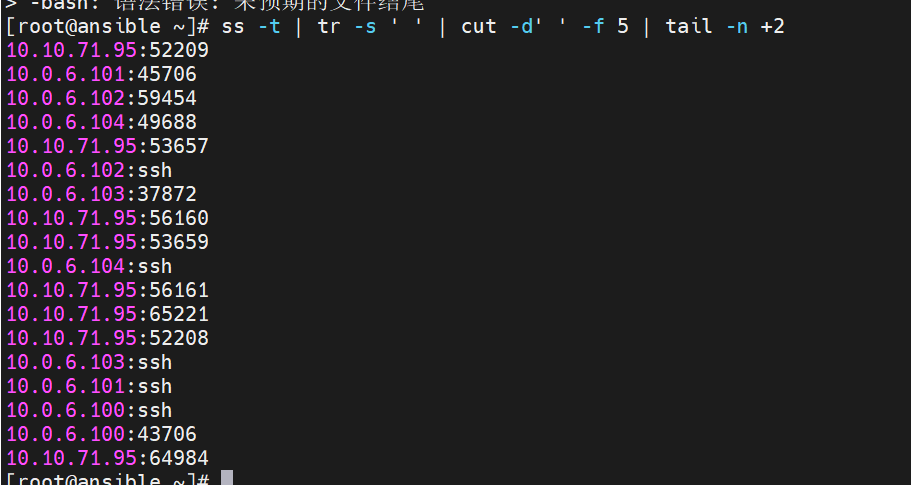 > -bash: 语法错误: 未预期的文件结尾
[root@ansible ~]# ss -t | tr -s ' ' | cut -d' ' -f 5 | tail -n +2
10.10.71.95:52209
10.0.6.101:45706
10.0.6.102:59454
10.0.6.104:49688
10.10.71.95:53657
10.0.6.102:ssh
10.0.6.103:37872
10.10.71.95:56160
10.10.71.95:53659
10.0.6.104:ssh
10.10.71.95:56161
10.10.71.95:65221
10.10.71.95:52208
10.0.6.103:ssh
10.0.6.101:ssh
10.0.6.100:ssh
10.0.6.100:43706
10.10.71.95:64984
[root@ansible ~]#